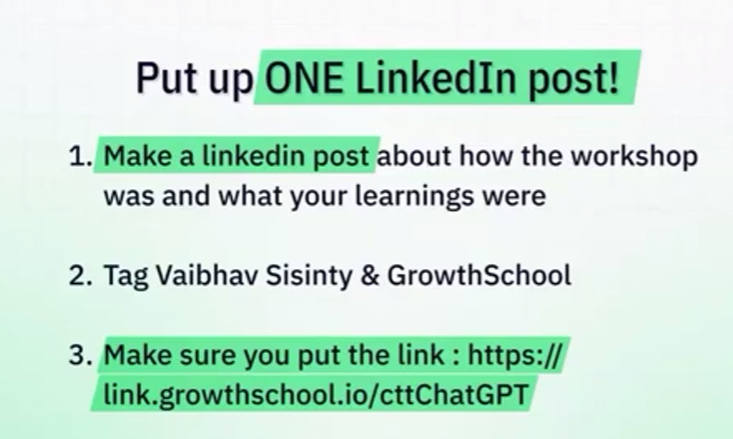 Put up ONE LinkedIn post!
1. Make a linkedin post about how the workshop
was and what your learnings were
2. Tag Vaibhav Sisinty & GrowthSchool
3. Make sure you put the link : https://
link.growthschool.io/cttChatGPT